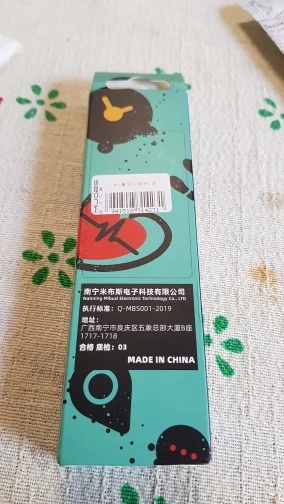 南宁米布斯电子科技有限公司
Nanning Mibusi Electronic Technology Co., LTD
执行标准：Q-MBS001-2019
地址：
广西南宁市良庆区五象总部大厦B座
1717-1718
合格 质检：03
MADE IN CHINA